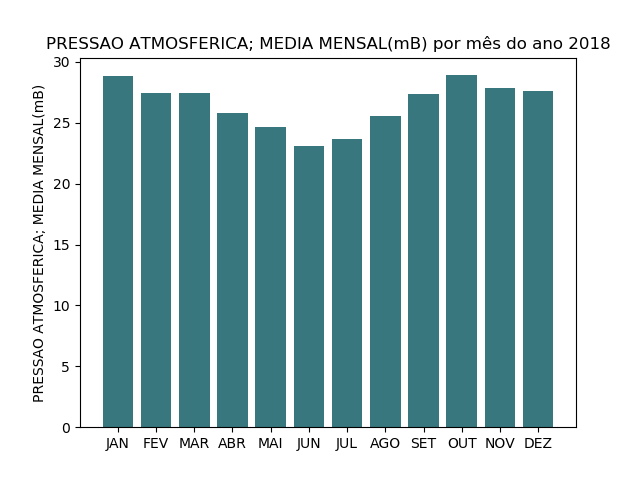 PRESSAO ATMOSFERICA; MEDIA MENSAL(mB) por mês do ano 2018
PRESSAO ATMOSFERICA; MEDIA MENSAL(mB)
30
25
20
15
10
5
0
JAN FEV MAR ABR MAI JUN JUL AGO SET OUT NOV DEZ